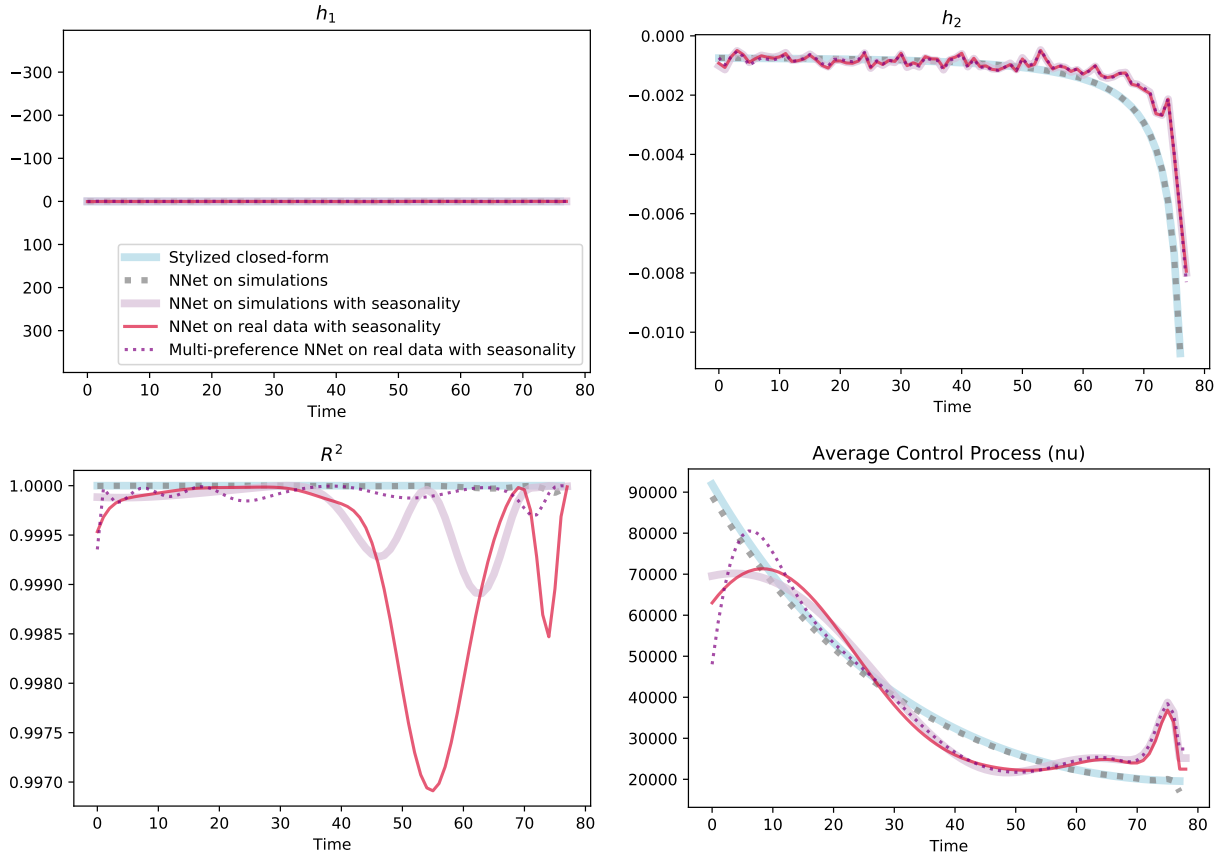 h₁
−300
−200
−100
0
100
200
300
0 10 20 30 40 50 60 70 80
Time
Stylized closed-form
NNet on simulations
NNet on simulations with seasonality
NNet on real data with seasonality
Multi-preference NNet on real data with seasonality
h₂
0.000
−0.002
−0.004
−0.006
−0.008
−0.010
0 10 20 30 40 50 60 70 80
Time
R²
1.0000
0.9995
0.9990
0.9985
0.9980
0.9975
0.9970
0 10 20 30 40 50 60 70 80
Time
Average Control Process (nu)
90000
80000
70000
60000
50000
40000
30000
20000
0 10 20 30 40 50 60 70 80
Time